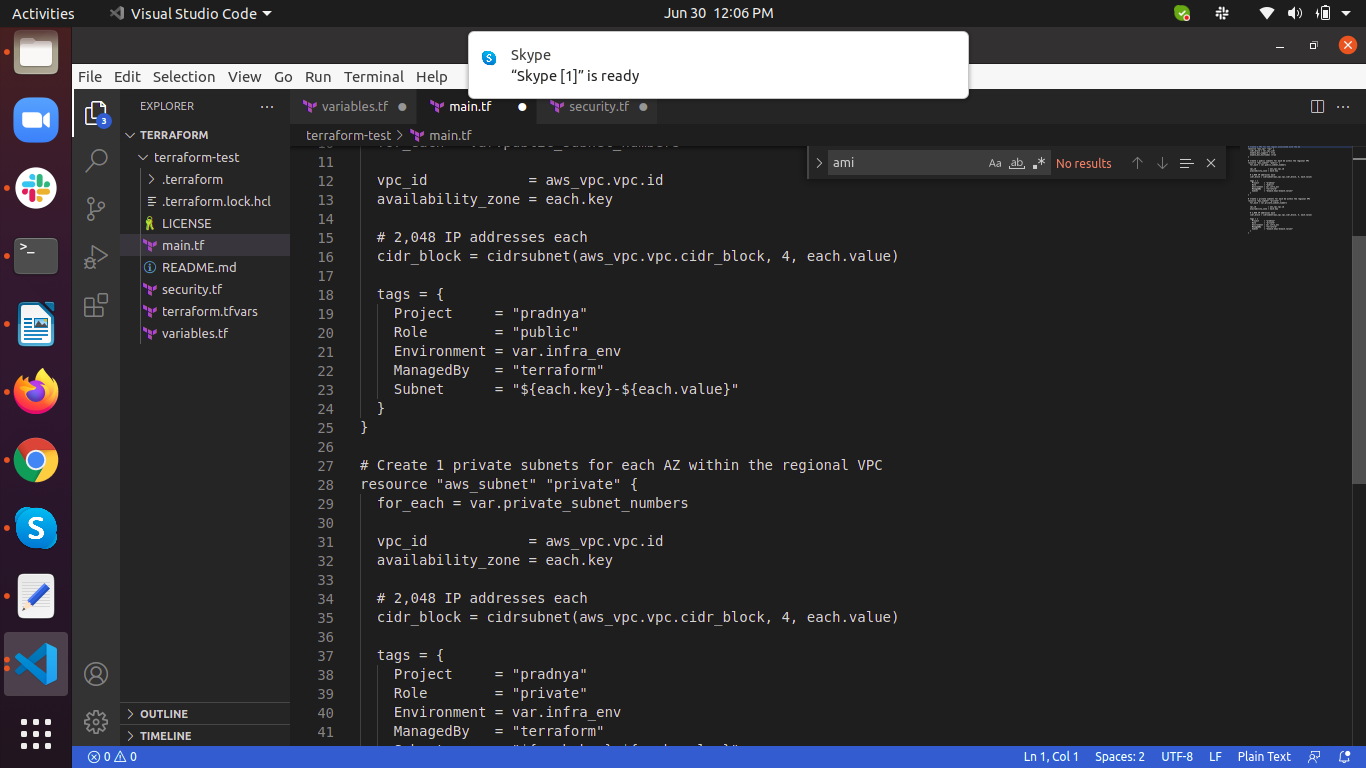 Activities
Visual Studio Code
Jun 30 12:06 PM
Skype
“Skype [1]” is ready
File Edit Selection View Go Run Terminal Help
EXPLORER
variables.tf
main.tf
security.tf
3
TERRAFORM
terraform-test > main.tf
terraform-test
.terraform
.terraform.lock.hcl
LICENSE
main.tf
README.md
security.tf
terraform.tfvars
variables.tf
ami
Aa
ab
No results
10 for_each = var.public_subnet_numbers
11
12 vpc_id = aws_vpc.vpc.id
13 availability_zone = each.key
14
15 # 2,048 IP addresses each
16 cidr_block = cidrsubnet(aws_vpc.vpc.cidr_block, 4, each.value)
17
18 tags = {
19 Project = "pradnya"
20 Role = "public"
21 Environment = var.infra_env
22 ManagedBy = "terraform"
23 Subnet = "${each.key}-${each.value}"
24 }
25 }
26
27 # Create 1 private subnets for each AZ within the regional VPC
28 resource "aws_subnet" "private" {
29 for_each = var.private_subnet_numbers
30
31 vpc_id = aws_vpc.vpc.id
32 availability_zone = each.key
33
34 # 2,048 IP addresses each
35 cidr_block = cidrsubnet(aws_vpc.vpc.cidr_block, 4, each.value)
36
37 tags = {
38 Project = "pradnya"
39 Role = "private"
40 Environment = var.infra_env
41 ManagedBy = "terraform"
OUTLINE
TIMELINE
0 0
Ln 1, Col 1
Spaces: 2
UTF-8
LF
Plain Text